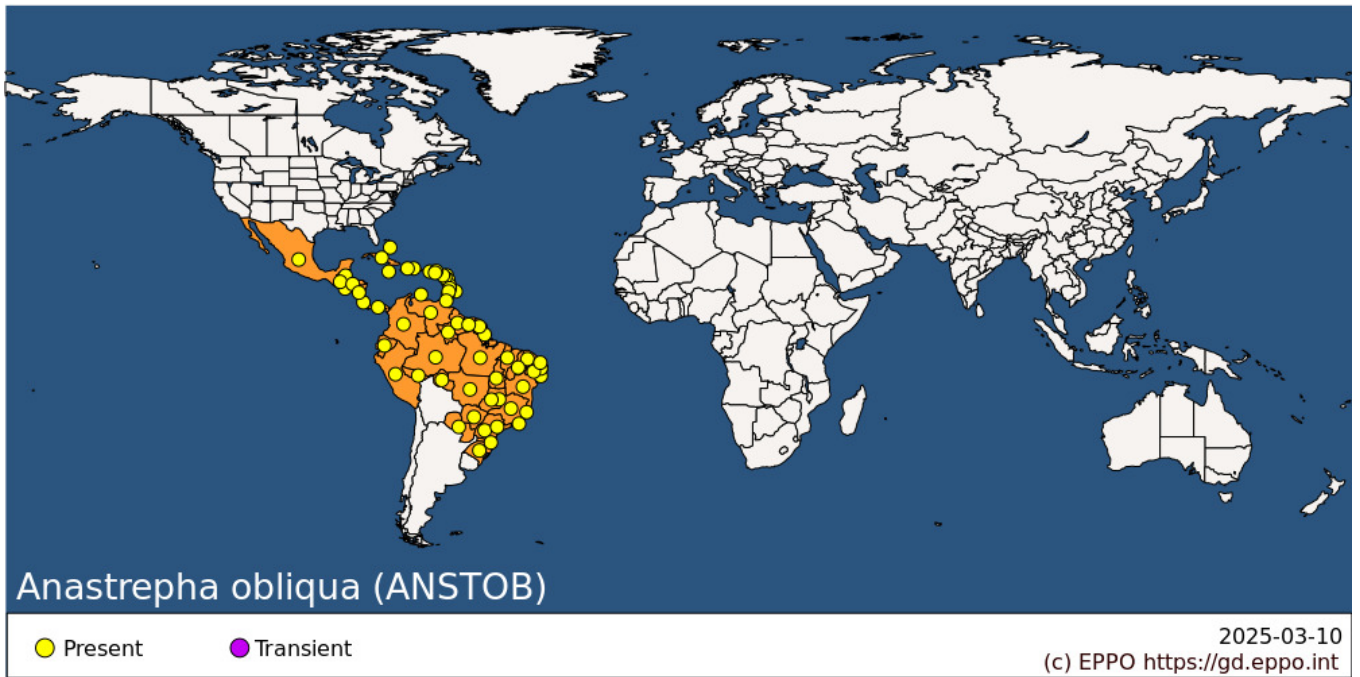 Anastrepha obliqua (ANSTOB)
Present
Transient
2025-03-10
(c) EPPO https://gd.eppo.int